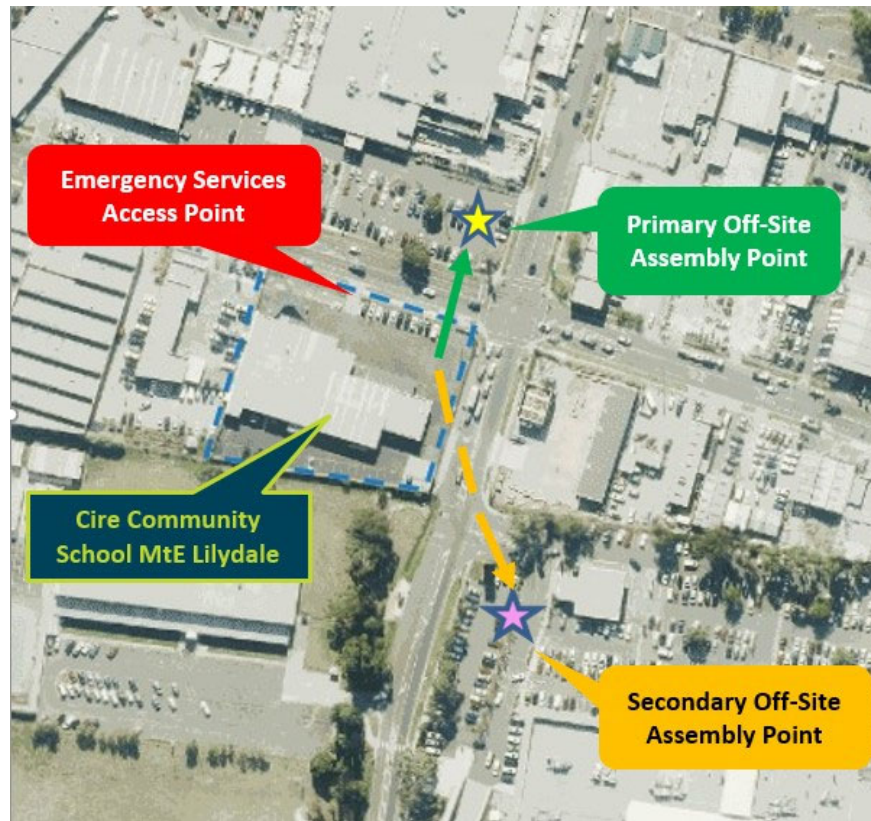 Emergency Services
Access Point
Primary Off-Site
Assembly Point
Cire Community
School MtE Lilydale
Secondary Off-Site
Assembly Point